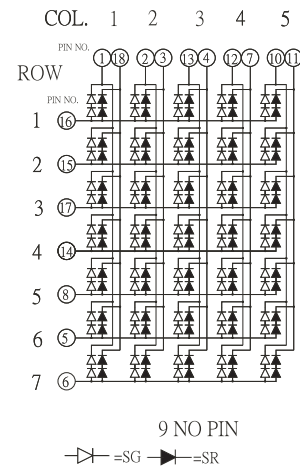 COL. 1 2 3 4 5
PIN NO. 1 18 2 3 13 4 12 7 10 11
ROW
PIN NO.
1 16
2 15
3 17
4 14
5 8
6 5
7 6
9 NO PIN
=SG =SR